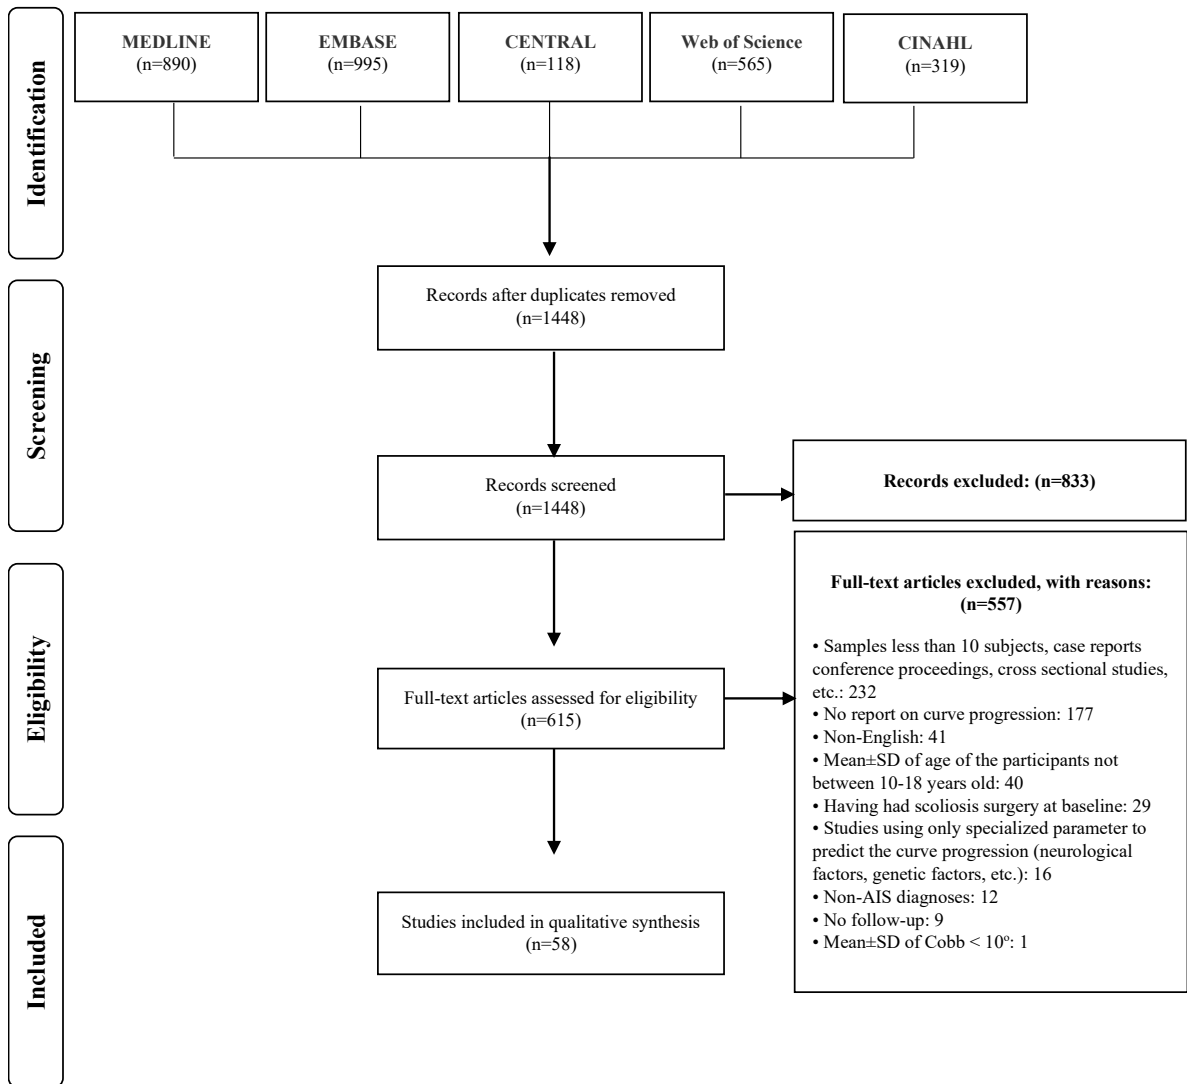 Identification
MEDLINE
(n=890)
EMBASE
(n=995)
CENTRAL
(n=118)
Web of Science
(n=565)
CINAHL
(n=319)
Screening
Records after duplicates removed
(n=1448)
Records screened
(n=1448)
Records excluded: (n=833)
Eligibility
Full-text articles assessed for eligibility
(n=615)
Full-text articles excluded, with reasons:
(n=557)
• Samples less than 10 subjects, case reports
conference proceedings, cross sectional studies,
etc.: 232
• No report on curve progression: 177
• Non-English: 41
• Mean±SD of age of the participants not
between 10-18 years old: 40
• Having had scoliosis surgery at baseline: 29
• Studies using only specialized parameter to
predict the curve progression (neurological
factors, genetic factors, etc.): 16
• Non-AIS diagnoses: 12
• No follow-up: 9
• Mean±SD of Cobb < 10º: 1
Included
Studies included in qualitative synthesis
(n=58)